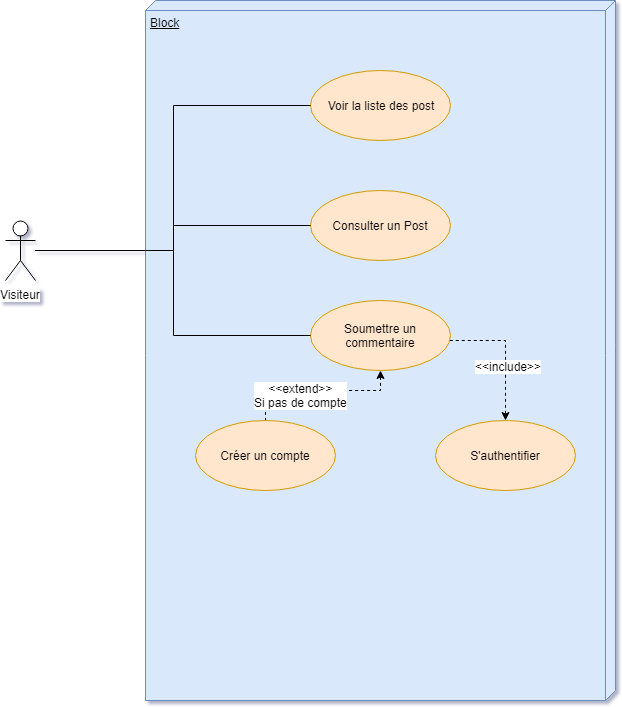 Block
Voir la liste des post
Consulter un Post
Visiteur
Soumettre un
commentaire
<<include>>
<<extend>>
Si pas de compte
Créer un compte
S'authentifier